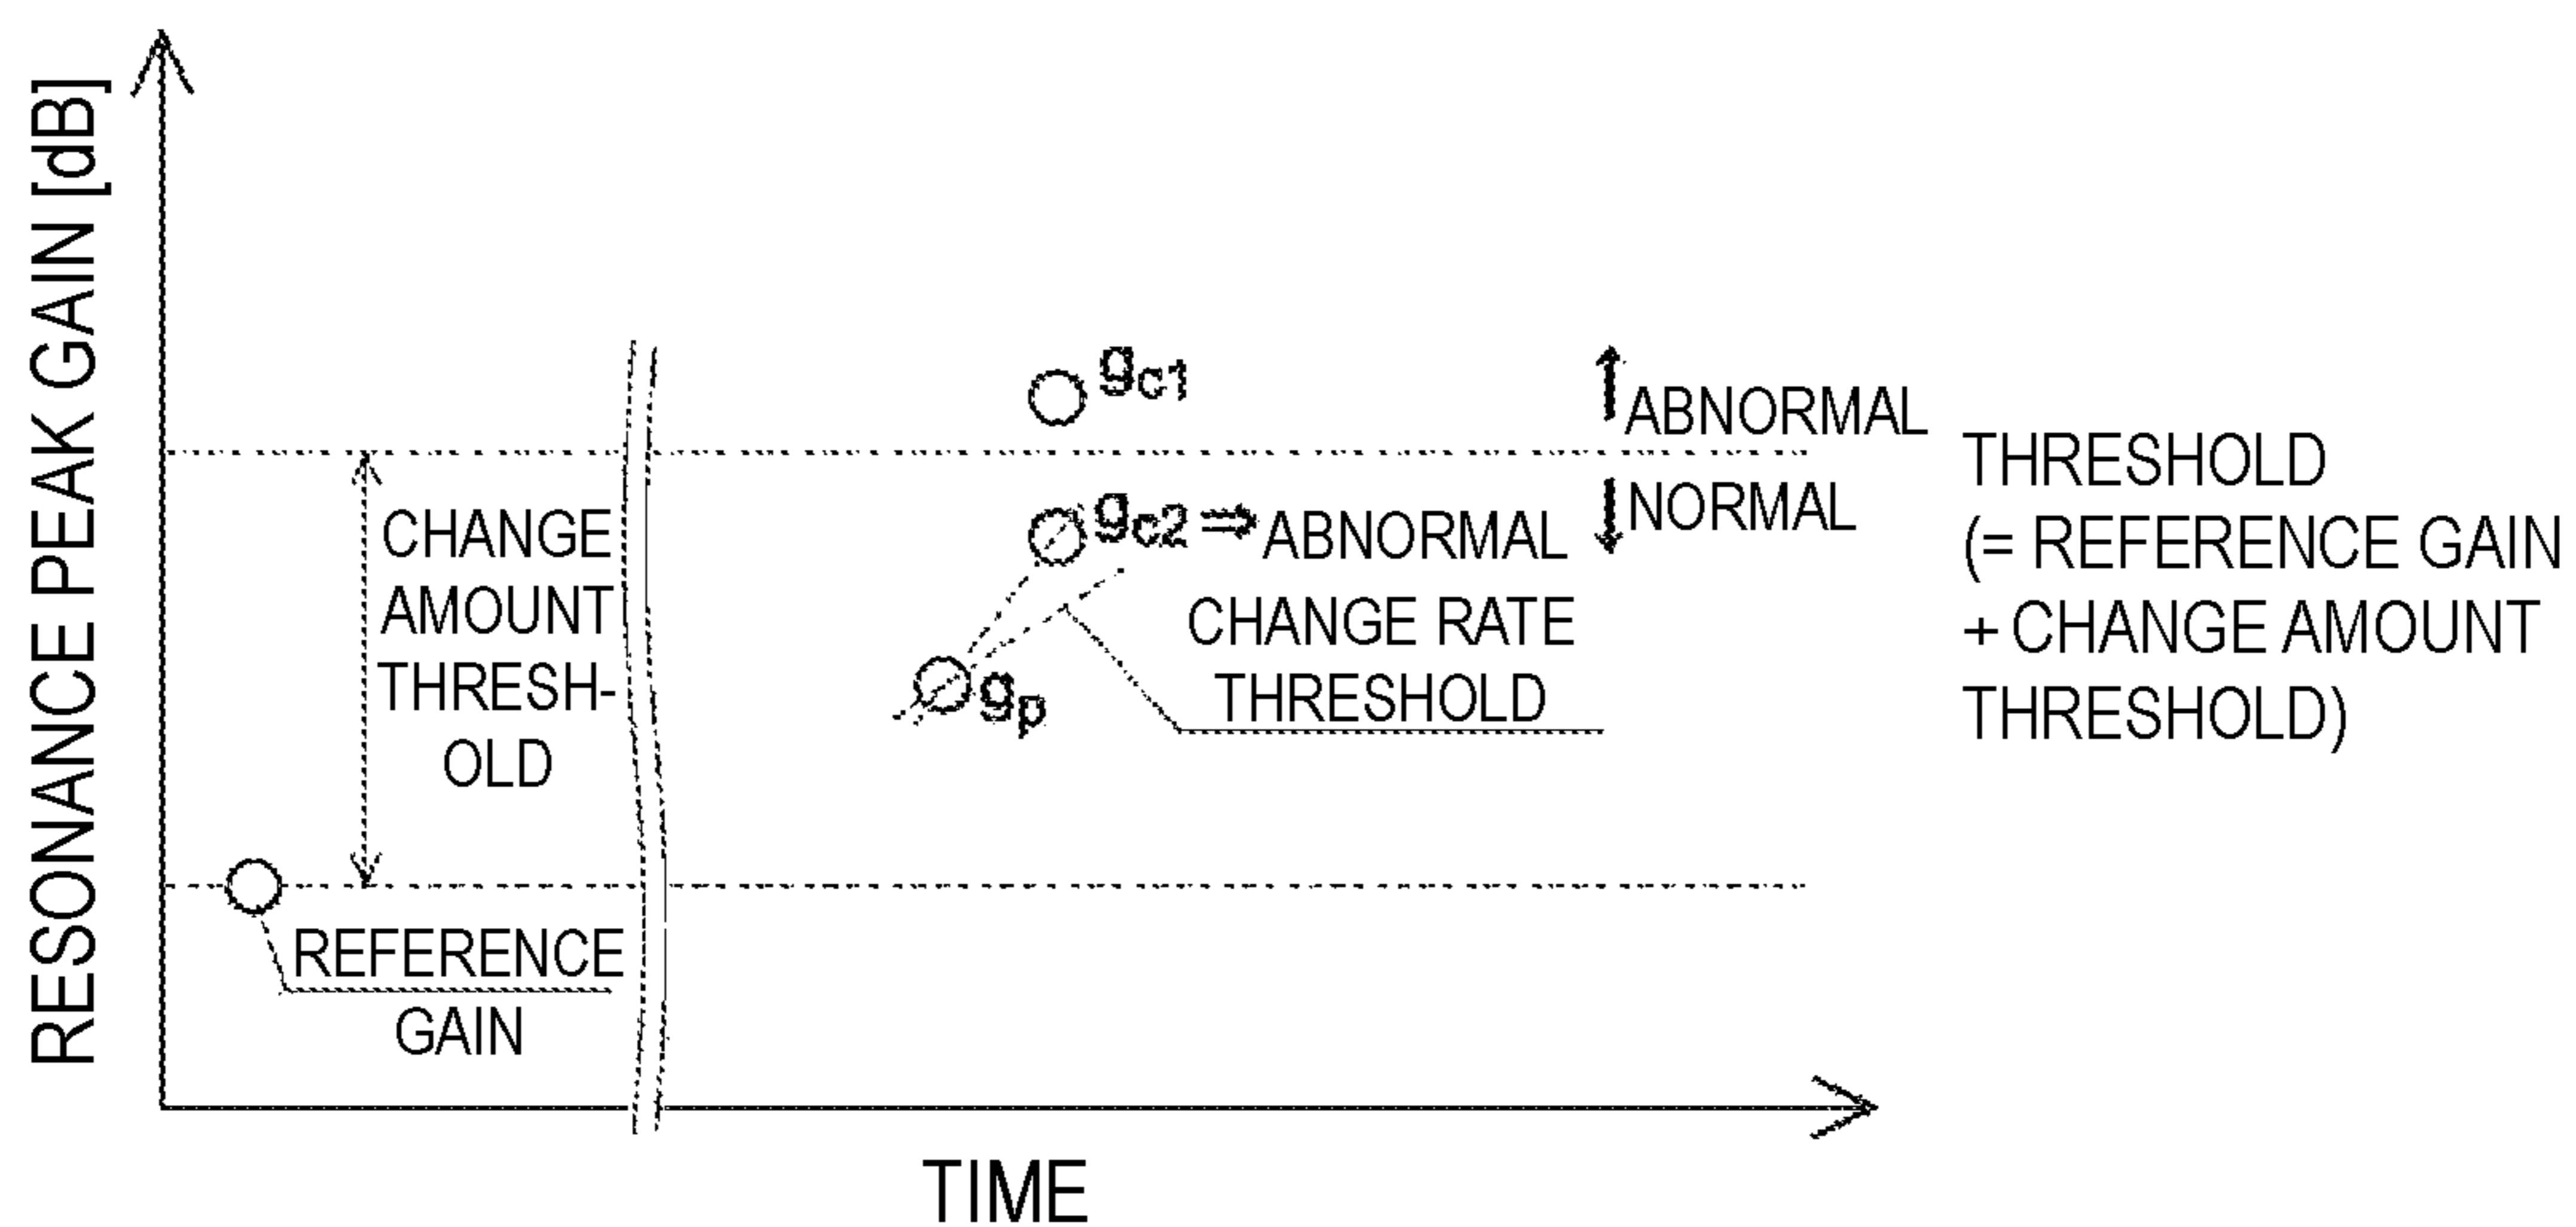 RESONANCE PEAK GAIN [dB]
gc1
ABNORMAL
NORMAL
THRESHOLD
(= REFERENCE GAIN
+ CHANGE AMOUNT
THRESHOLD)
CHANGE
AMOUNT
THRESH-
OLD
gc2 ⇒ ABNORMAL
CHANGE RATE
THRESHOLD
gp
REFERENCE
GAIN
TIME